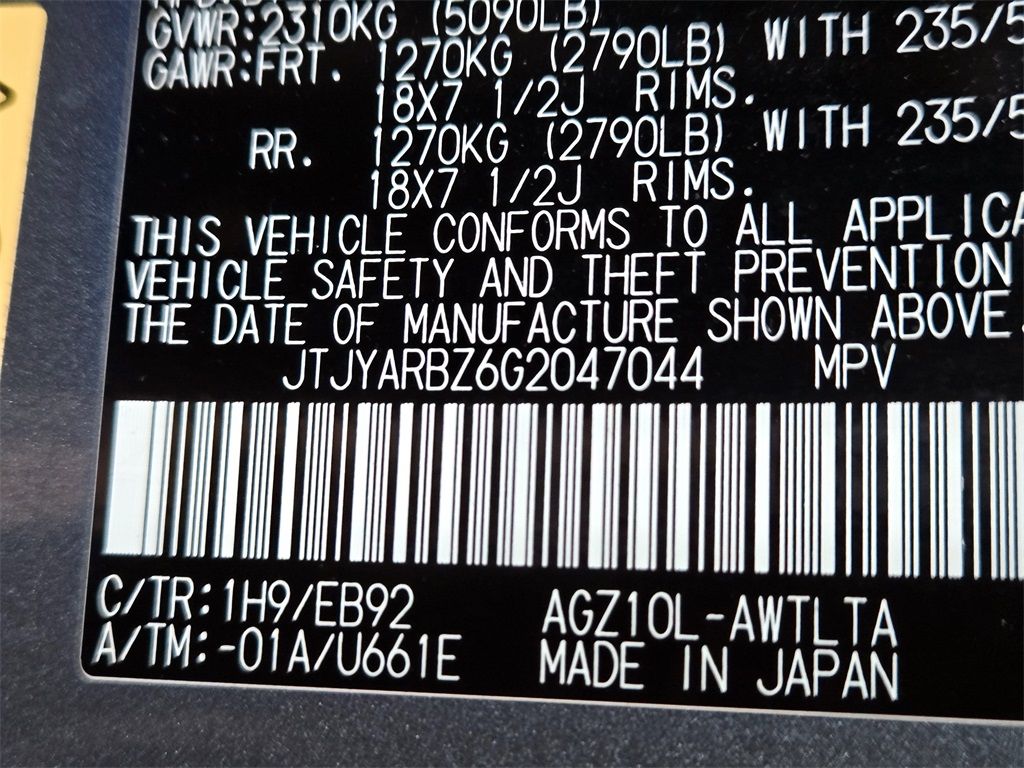 GVWR:2310KG (5090LB)
GAWR:FRT. 1270KG (2790LB) WITH 235/5
18X7 1/2J RIMS.
RR. 1270KG (2790LB) WITH 235/5
18X7 1/2J RIMS.
THIS VEHICLE CONFORMS TO ALL APPLICA
VEHICLE SAFETY AND THEFT PREVENTION
THE DATE OF MANUFACTURE SHOWN ABOVE.
JTJYARBZ6G2047044 MPV
C/TR:1H9/EB92 AGZ10L-AWTLTA
A/TM:-01A/U661E MADE IN JAPAN